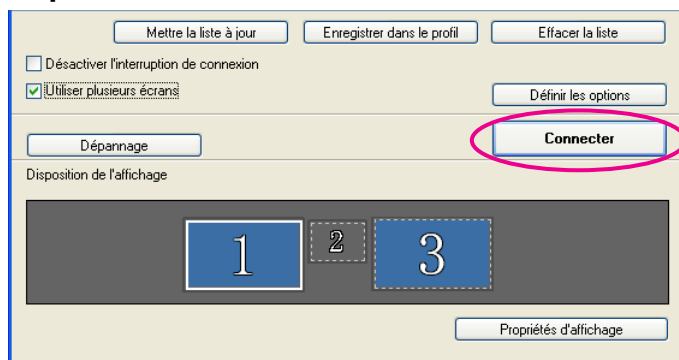 Mettre la liste à jour Enregistrer dans le profil Effacer la liste
Désactiver l'interruption de connexion
Utiliser plusieurs écrans
Définir les options
Dépannage Connecter
Disposition de l'affichage
1 2 3
Propriétés d'affichage